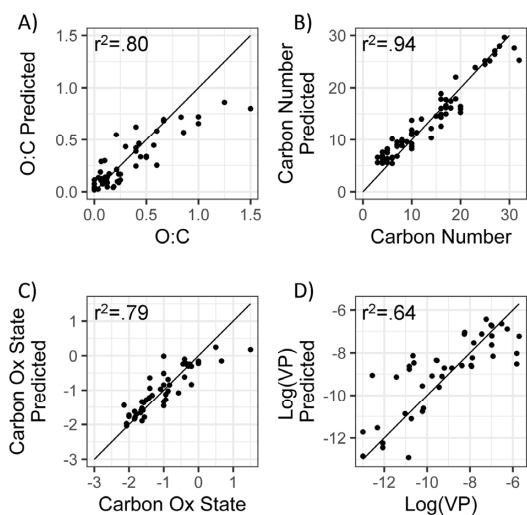 A)
r²=.80
O:C Predicted
1.5
1.0
0.5
0.0
0.0 0.5 1.0 1.5
O:C
B)
r²=.94
Carbon Number
Predicted
30
20
10
0
0 10 20 30
Carbon Number
C)
r²=.79
Carbon Ox State
Predicted
1
0
-1
-2
-3
-3 -2 -1 0 1
Carbon Ox State
D)
r²=.64
Log(VP)
Predicted
-6
-8
-10
-12
-12 -10 -8 -6
Log(VP)